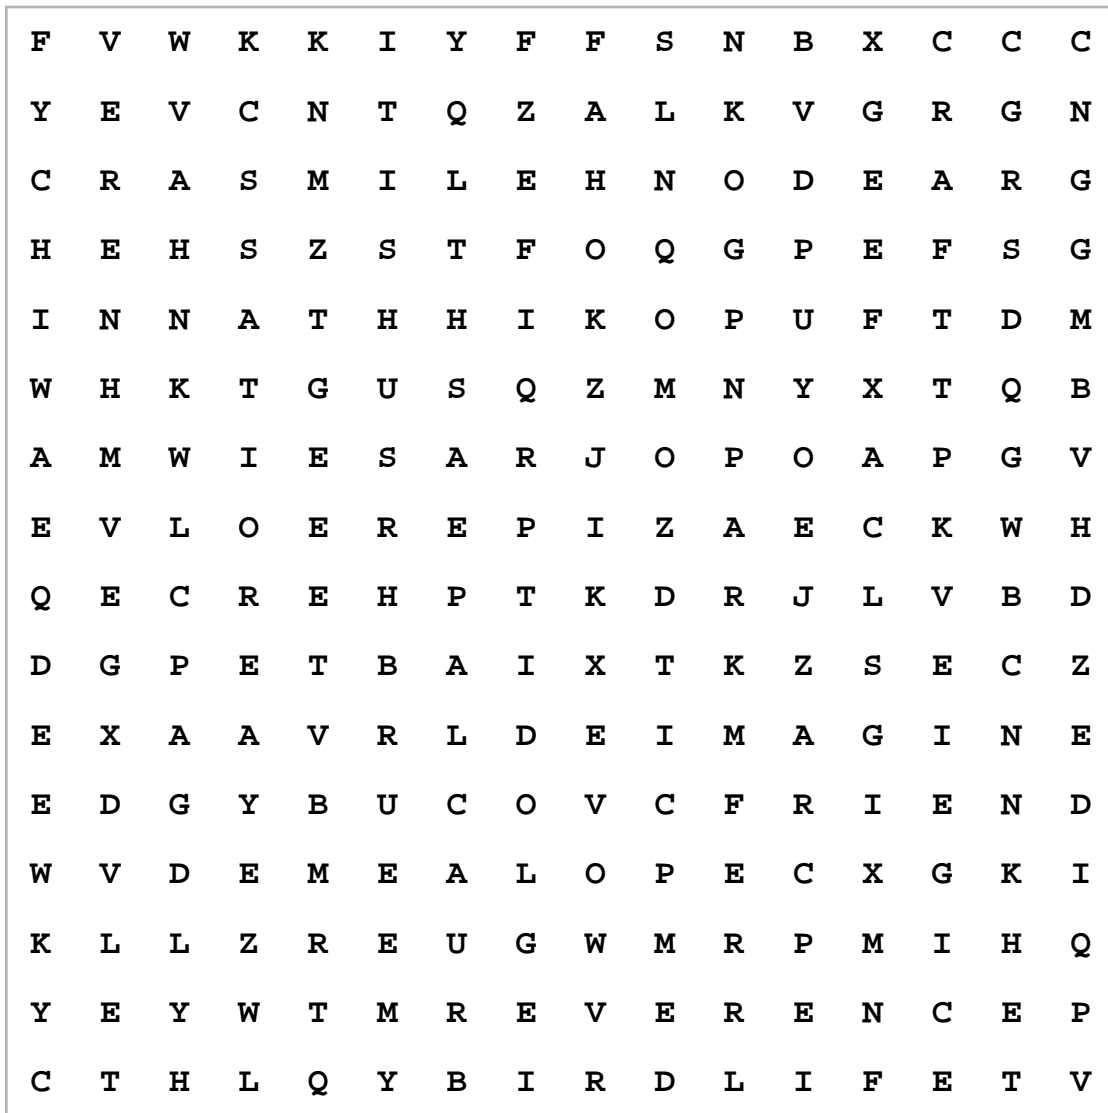 F V W K K I Y F F S N B X C C C
Y E V C N T Q Z A L K V G R G N
C R A S M I L E H N O D E A R G
H E H S Z S T F O Q G P E F S G
I N N A T H H I K O P U F T D M
W H K T G U S Q Z M N Y X T Q B
A M W I E S A R J O P O A P G V
E V L O E R E P I Z A E C K W H
Q E C R E H P T K D R J L V B D
D G P E T B A I X T K Z S E C Z
E X A A V R L D E I M A G I N E
E D G Y B U C O V C F R I E N D
W V D E M E A L O P E C X G K I
K L L Z R E U G W M R P M I H Q
Y E Y W T M R E V E R E N C E P
C T H L Q Y B I R D L I F E T V